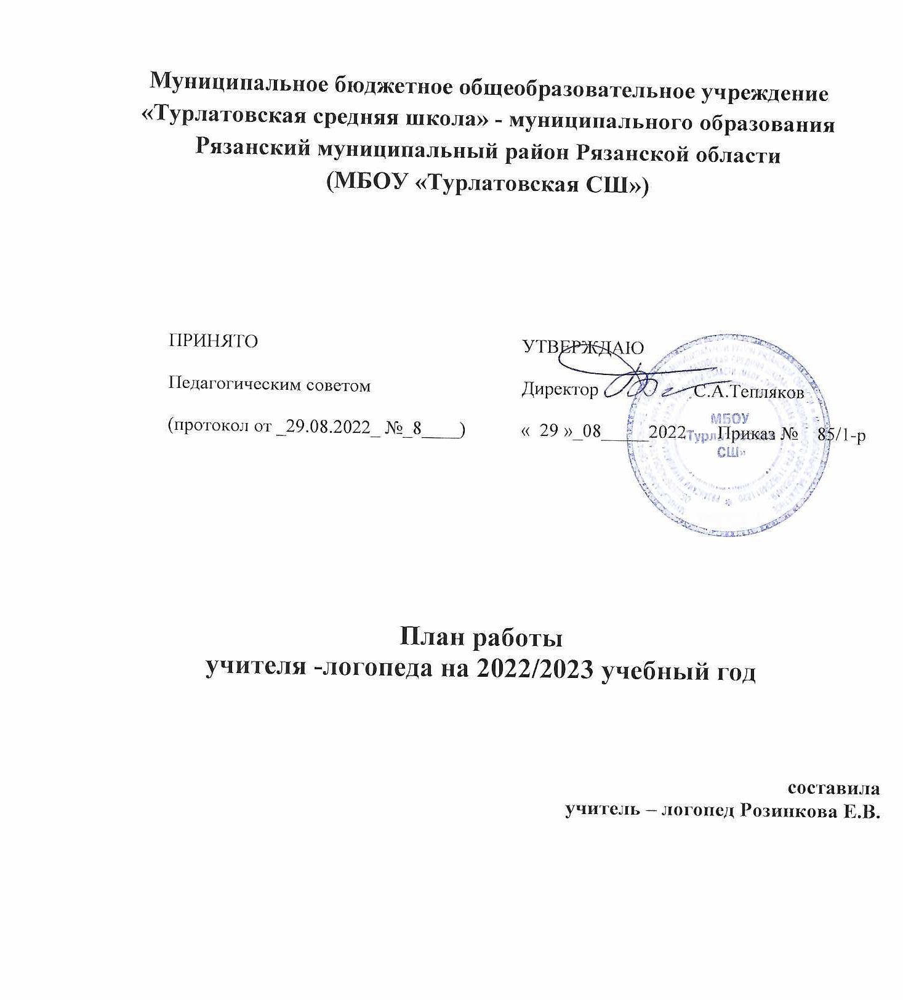 Муниципальное бюджетное общеобразовательное учреждение
«Турлатовская средняя школа» - муниципального образования
Рязанский муниципальный район Рязанской области
(МБОУ «Турлатовская СШ»)
ПРИНЯТО
Педагогическим советом
(протокол от _29.08.2022_ №_8____)
УТВЕРЖДАЮ
Директор С.А.Тепляков
« 29 »_08_____2022 Приказ № 85/1-р
МБОУ
СШ»
План работы
учителя -логопеда на 2022/2023 учебный год
составила
учитель – логопед Розинкова Е.В.